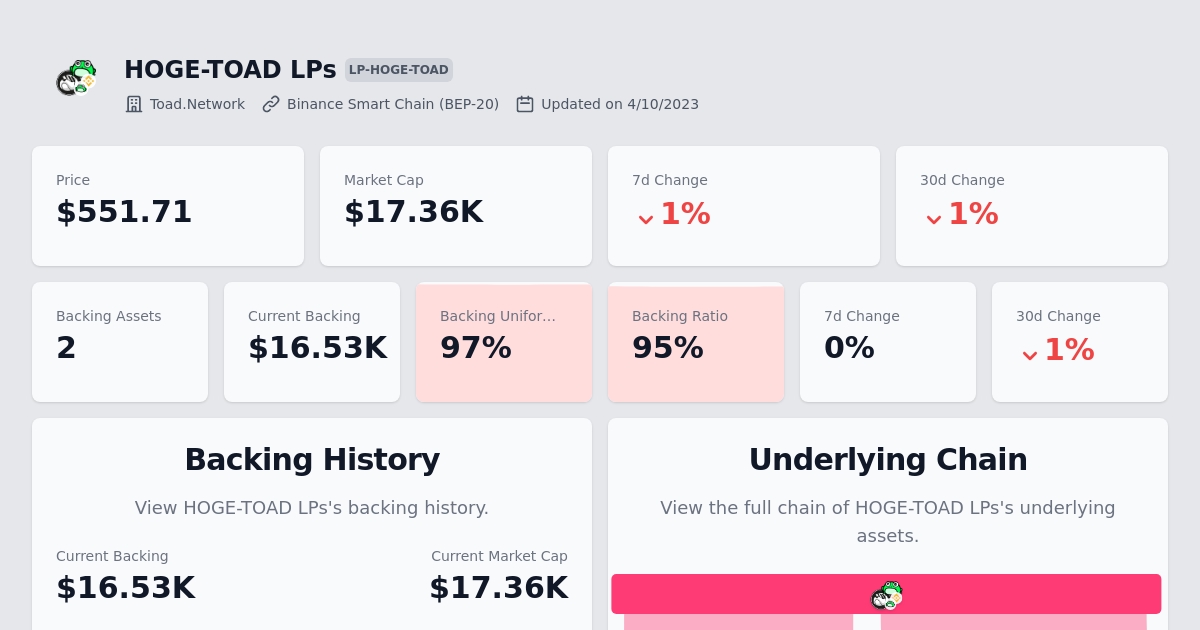 HOGE-TOAD LPs LP-HOGE-TOAD
Toad.Network Binance Smart Chain (BEP-20) Updated on 4/10/2023
Price
$551.71
Market Cap
$17.36K
7d Change
1%
30d Change
1%
Backing Assets
2
Current Backing
$16.53K
Backing Unifor…
97%
Backing Ratio
95%
7d Change
0%
30d Change
1%
Backing History
View HOGE-TOAD LPs's backing history.
Current Backing
$16.53K
Current Market Cap
$17.36K
Underlying Chain
View the full chain of HOGE-TOAD LPs's underlying
assets.